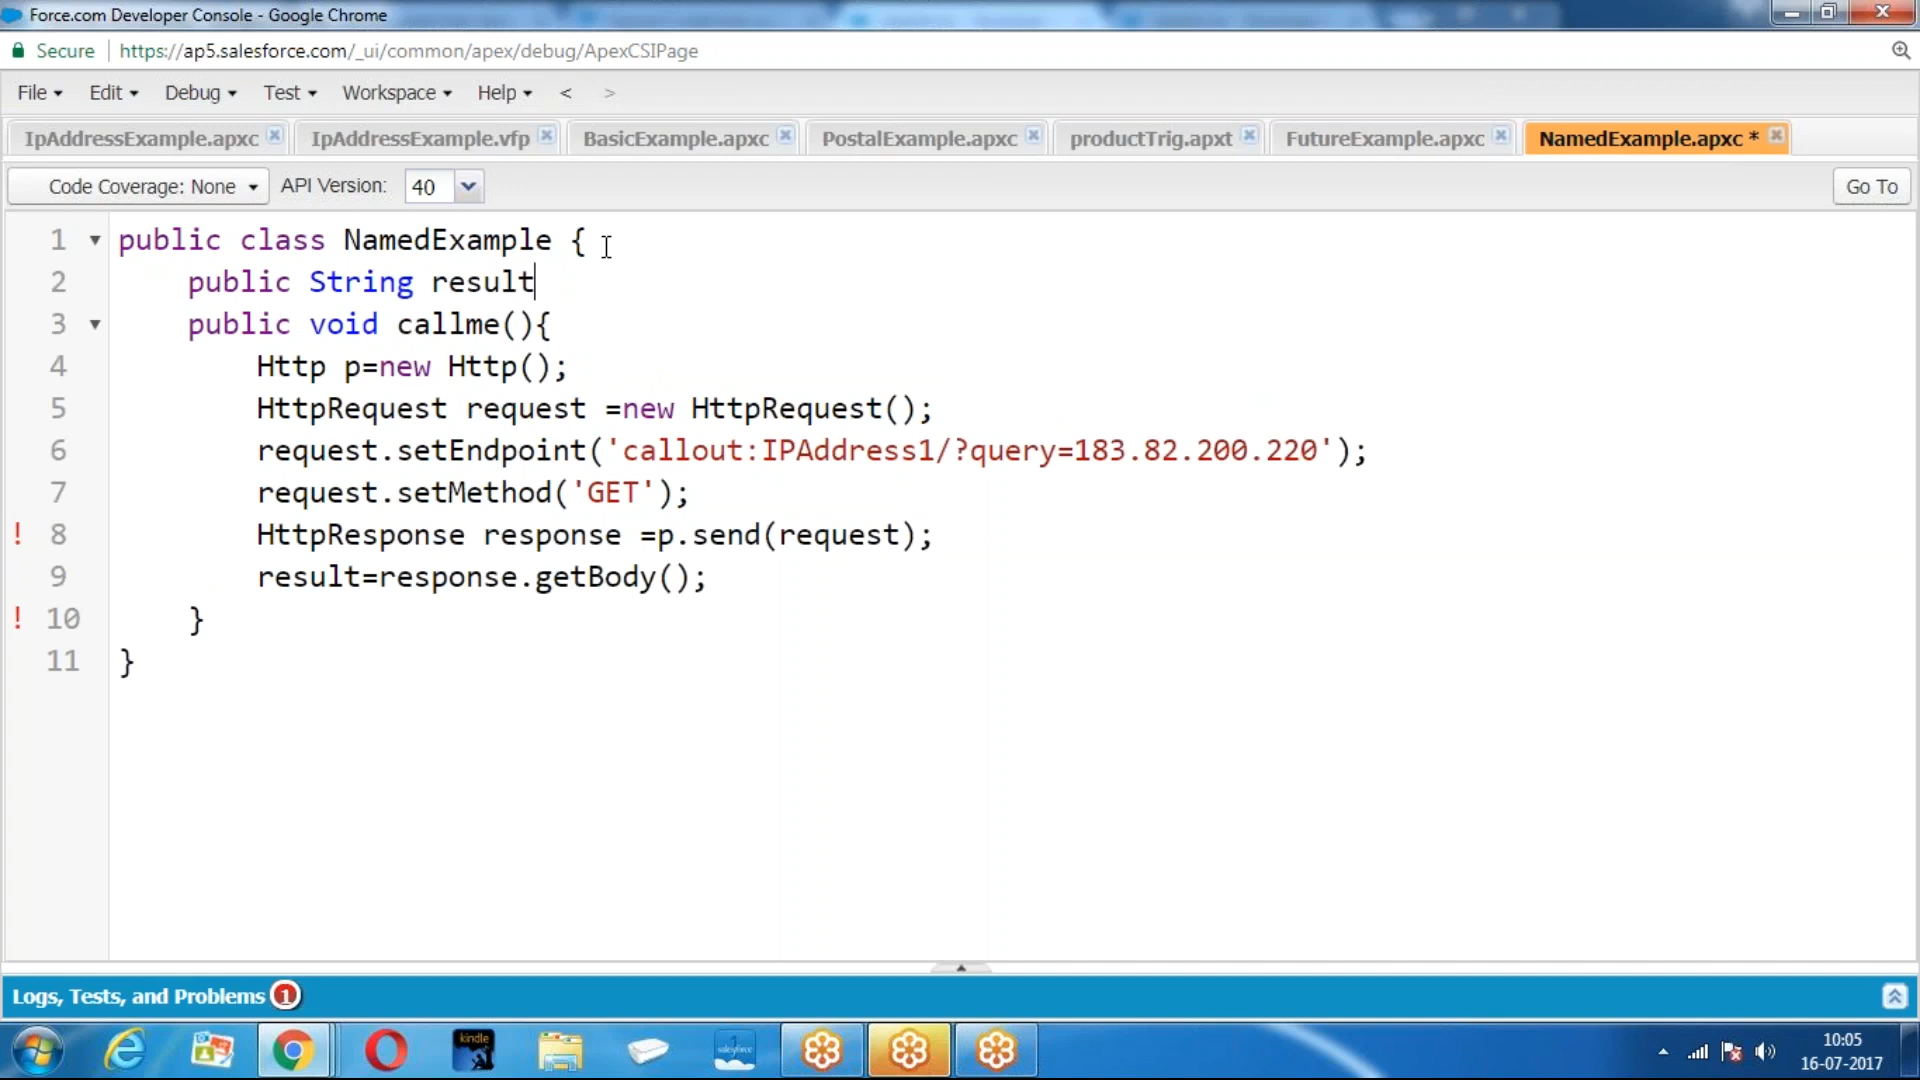 Force.com Developer Console - Google Chrome
Secure https://ap5.salesforce.com/_ui/common/apex/debug/ApexCSIPage
File Edit Debug Test Workspace Help < >
IpAddressExample.apxc IpAddressExample.vfp BasicExample.apxc PostalExample.apxc productTrig.apxt FutureExample.apxc NamedExample.apxc *
Code Coverage: None API Version: 40 Go To
1 public class NamedExample {
2 public String result
3 public void callme(){
4 Http p=new Http();
5 HttpRequest request =new HttpRequest();
6 request.setEndpoint('callout:IPAddress1/?query=183.82.200.220');
7 request.setMethod('GET');
! 8 HttpResponse response =p.send(request);
9 result=response.getBody();
! 10 }
11 }
Logs, Tests, and Problems 1
kindle
salesforce
10:05
16-07-2017